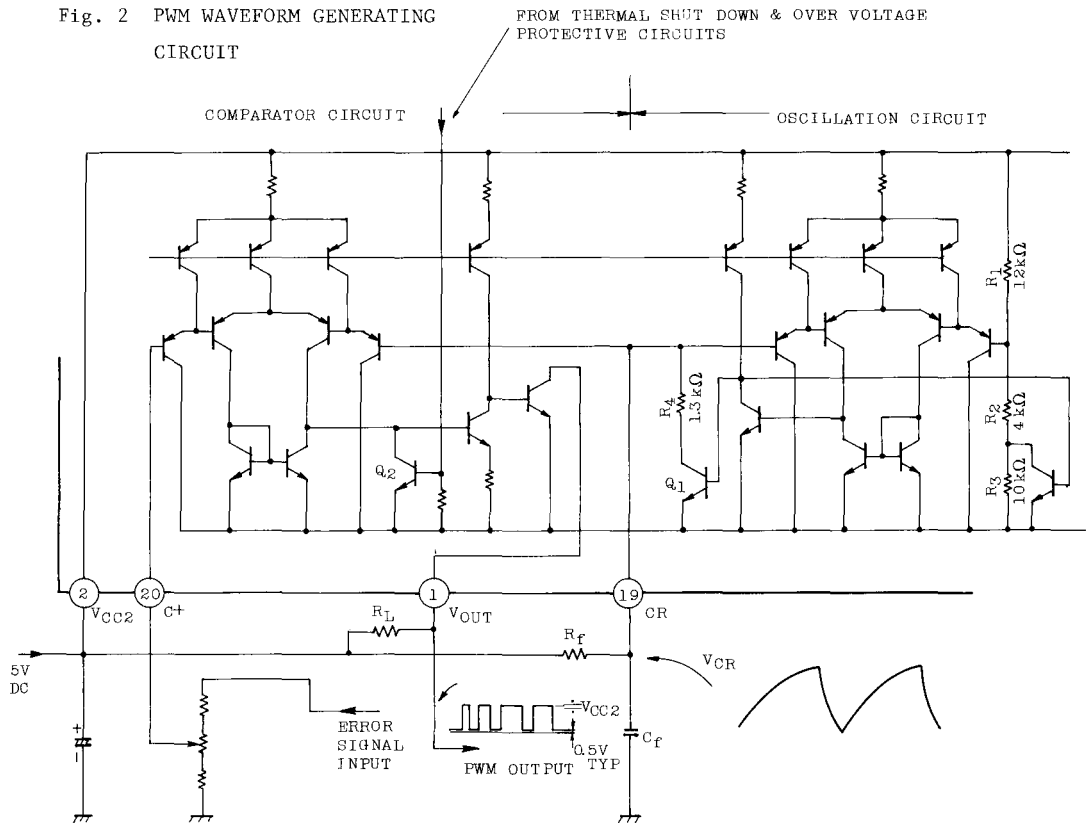 Fig. 2 PWM WAVEFORM GENERATING
CIRCUIT
FROM THERMAL SHUT DOWN & OVER VOLTAGE
PROTECTIVE CIRCUITS
COMPARATOR CIRCUIT
OSCILLATION CIRCUIT
R1
12kΩ
R4
1.3kΩ
R2
4kΩ
Q2
Q1
R3
10kΩ
2
20
1
19
VCC2
C+
VOUT
CR
RL
Rf
VCR
5V
DC
+
-
ERROR
SIGNAL
INPUT
VCC2
0.5V
TYP
PWM OUTPUT
Cf